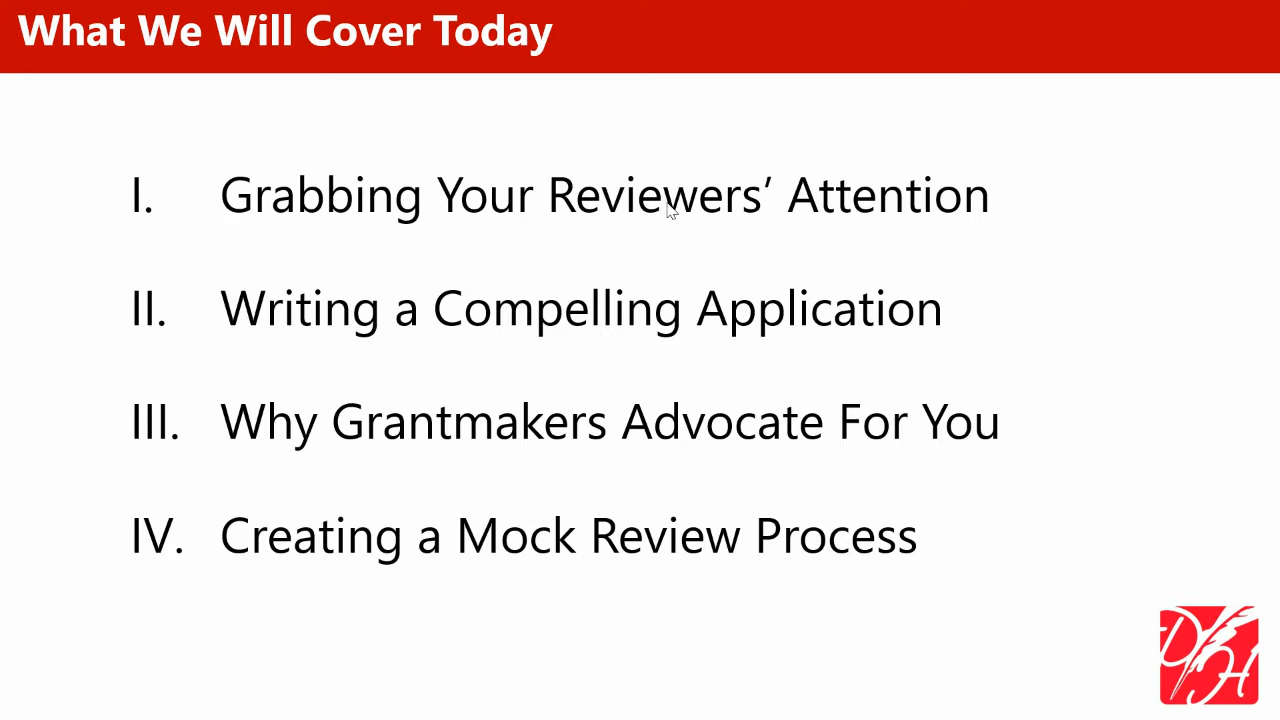 What We Will Cover Today
I. Grabbing Your Reviewers’ Attention
II. Writing a Compelling Application
III. Why Grantmakers Advocate For You
IV. Creating a Mock Review Process
DH